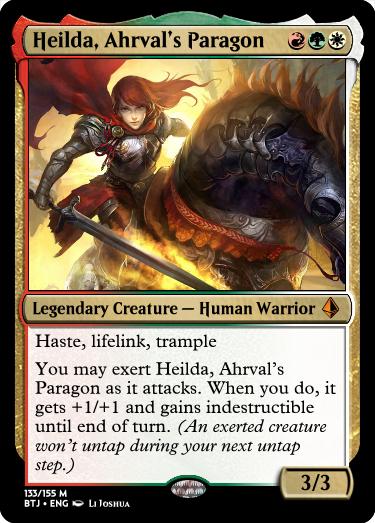 Heilda, Ahrval's Paragon
Legendary Creature — Human Warrior
Haste, lifelink, trample
You may exert Heilda, Ahrval's
Paragon as it attacks. When you do, it
gets +1/+1 and gains indestructible
until end of turn. (An exerted creature
won't untap during your next untap
step.)
3/3
133/155 M
BTJ • ENG Li Joshua